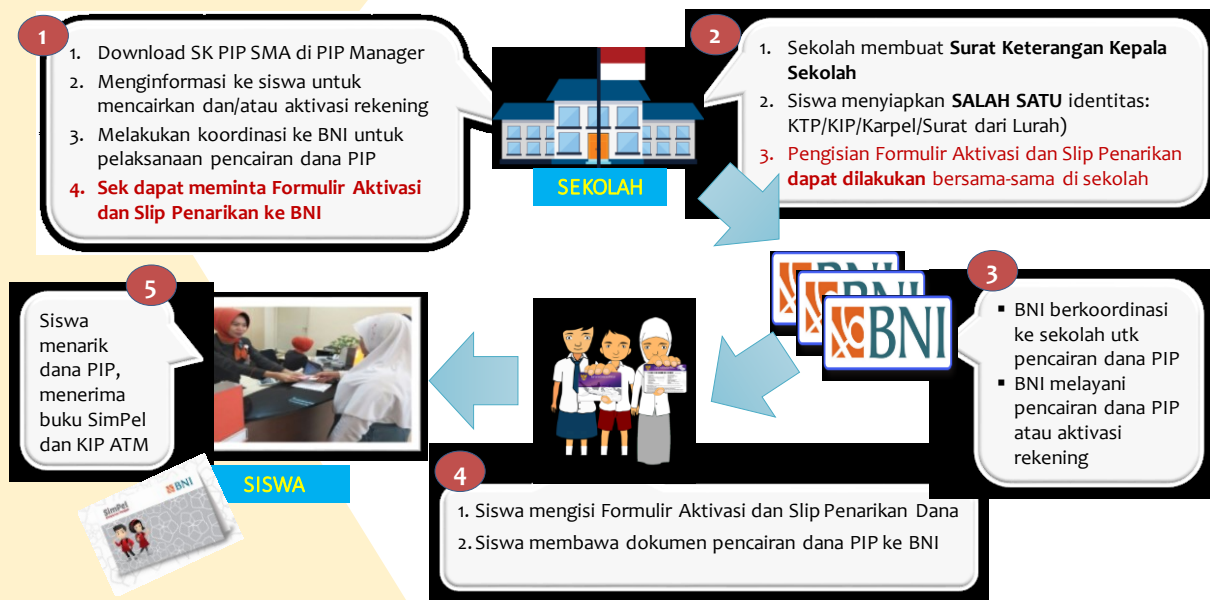 1
1. Download SK PIP SMA di PIP Manager
2. Menginformasi ke siswa untuk
mencairkan dan/atau aktivasi rekening
3. Melakukan koordinasi ke BNI untuk
pelaksanaan pencairan dana PIP
4. Sek dapat meminta Formulir Aktivasi
dan Slip Penarikan ke BNI
SEKOLAH
2
1. Sekolah membuat Surat Keterangan Kepala
Sekolah
2. Siswa menyiapkan SALAH SATU identitas:
KTP/KIP/Karpel/Surat dari Lurah)
3. Pengisian Formulir Aktivasi dan Slip Penarikan
dapat dilakukan bersama-sama di sekolah
BNI
BNI
BNI
3
▪ BNI berkoordinasi
ke sekolah utk
pencairan dana PIP
▪ BNI melayani
pencairan dana PIP
atau aktivasi
rekening
4
1. Siswa mengisi Formulir Aktivasi dan Slip Penarikan Dana
2. Siswa membawa dokumen pencairan dana PIP ke BNI
5
Siswa
menarik
dana PIP,
menerima
buku SimPel
dan KIP ATM
SISWA
BNI
SimPel